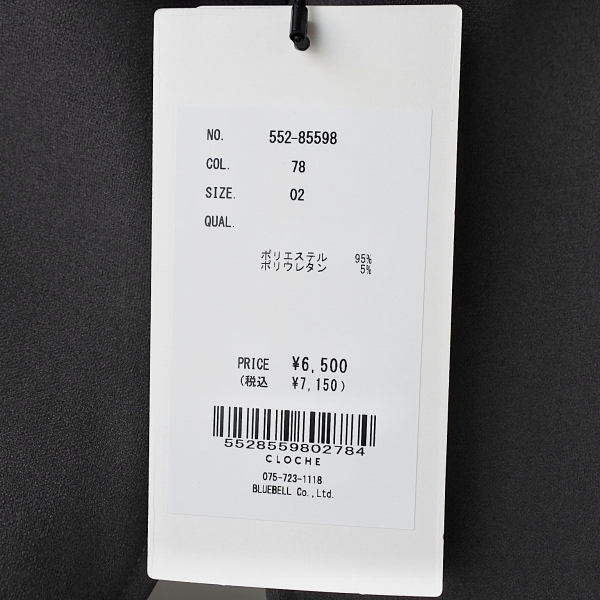 NO. 552-85598
COL. 78
SIZE. 02
QUAL.
ポリエステル 95%
ポリウレタン 5%
PRICE ¥6,500
(税込 ¥7,150)
5528559802784
CLOCHE
075-723-1118
BLUEBELL Co.,Ltd.